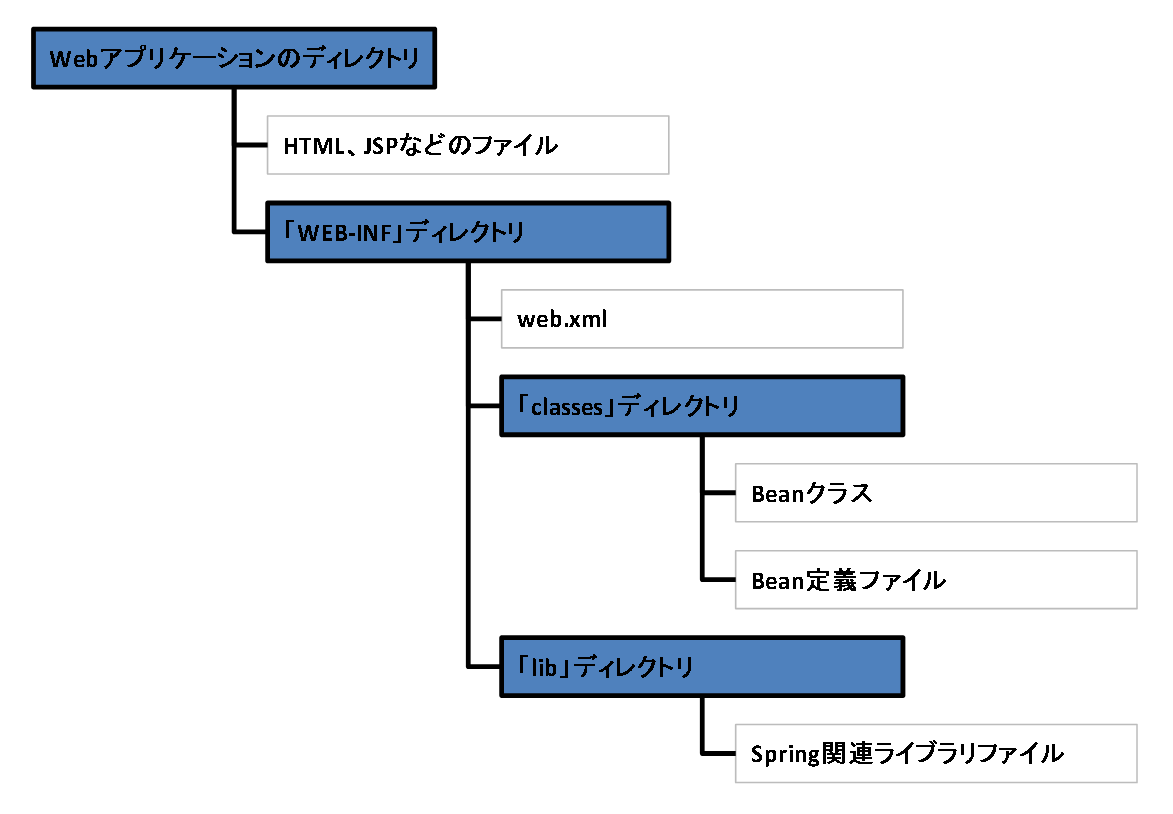 Webアプリケーションのディレクトリ
HTML、JSPなどのファイル
「WEB-INF」ディレクトリ
web.xml
「classes」ディレクトリ
Beanクラス
Bean定義ファイル
「lib」ディレクトリ
Spring関連ライブラリファイル